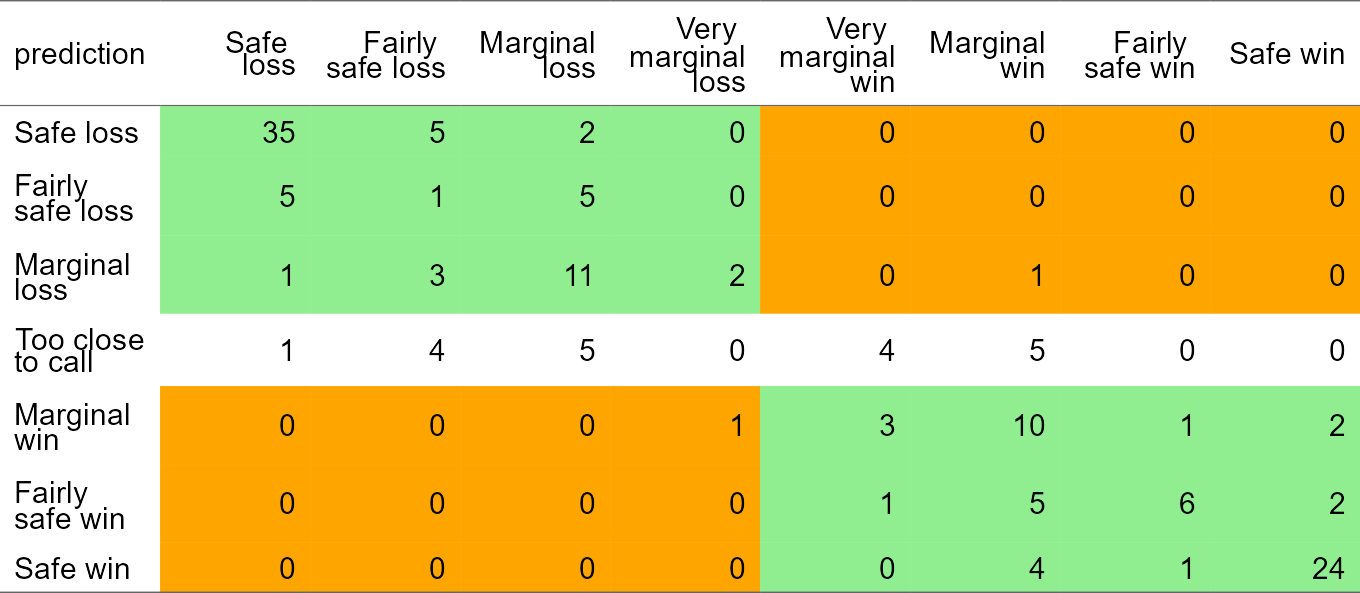 prediction Safe loss Fairly safe loss Marginal loss Very marginal loss Very marginal win Marginal win Fairly safe win Safe win
Safe loss 35 5 2 0 0 0 0 0
Fairly safe loss 5 1 5 0 0 0 0 0
Marginal loss 1 3 11 2 0 1 0 0
Too close to call 1 4 5 0 4 5 0 0
Marginal win 0 0 0 1 3 10 1 2
Fairly safe win 0 0 0 0 1 5 6 2
Safe win 0 0 0 0 0 4 1 24